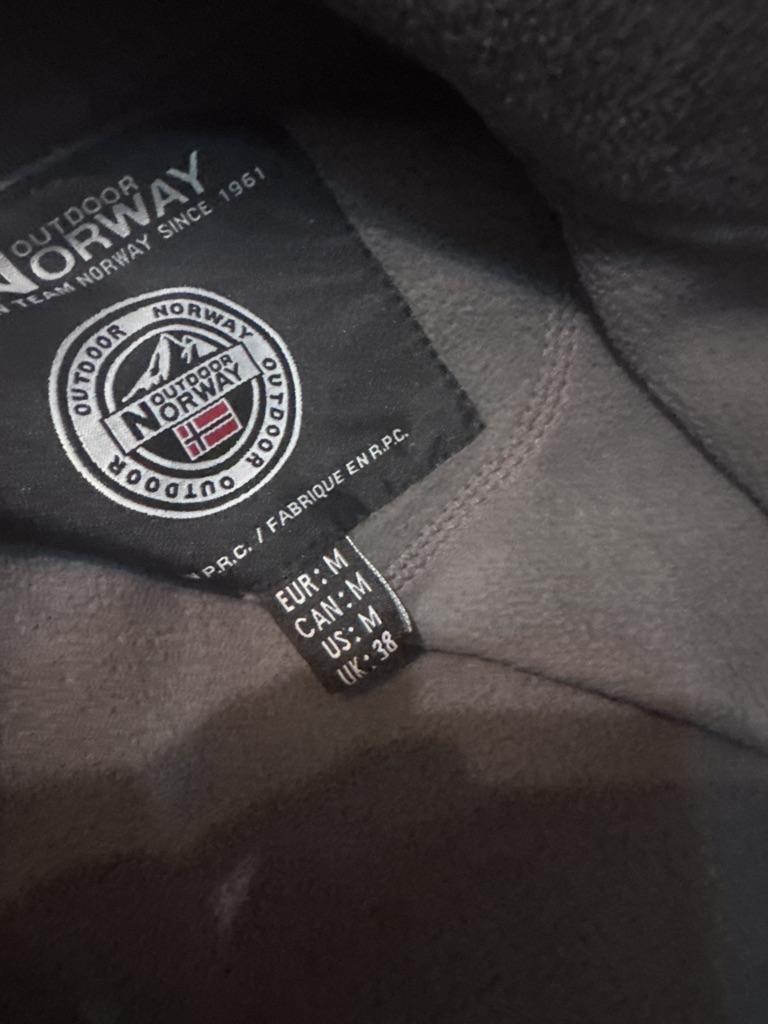 OUTDOOR
NORWAY
TEAM NORWAY SINCE 1961
OUTDOOR NORWAY OUTDOOR OUTDOOR OUTDOOR
OUTDOOR
NORWAY
P.R.C. / FABRIQUE EN R.P.C.
EUR: M
CAN: M
US: M
UK: 38